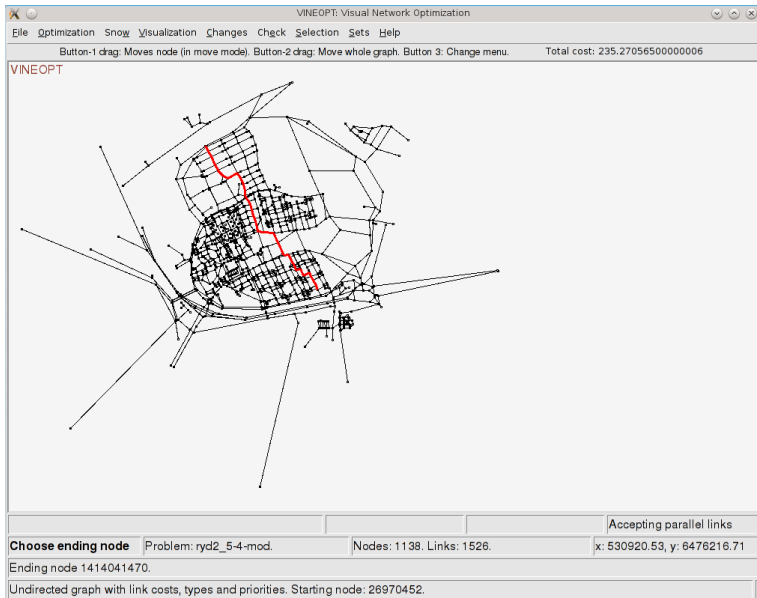 VINEOPT: Visual Network Optimization
File Optimization Snow Visualization Changes Check Selection Sets Help
Button-1 drag: Moves node (in move mode). Button-2 drag: Move whole graph. Button 3: Change menu. Total cost: 235.27056500000006
VINEOPT
Accepting parallel links
Choose ending node Problem: ryd2_5-4-mod. Nodes: 1138. Links: 1526. x: 530920.53, y: 6476216.71
Ending node 1414041470.
Undirected graph with link costs, types and priorities. Starting node: 26970452.